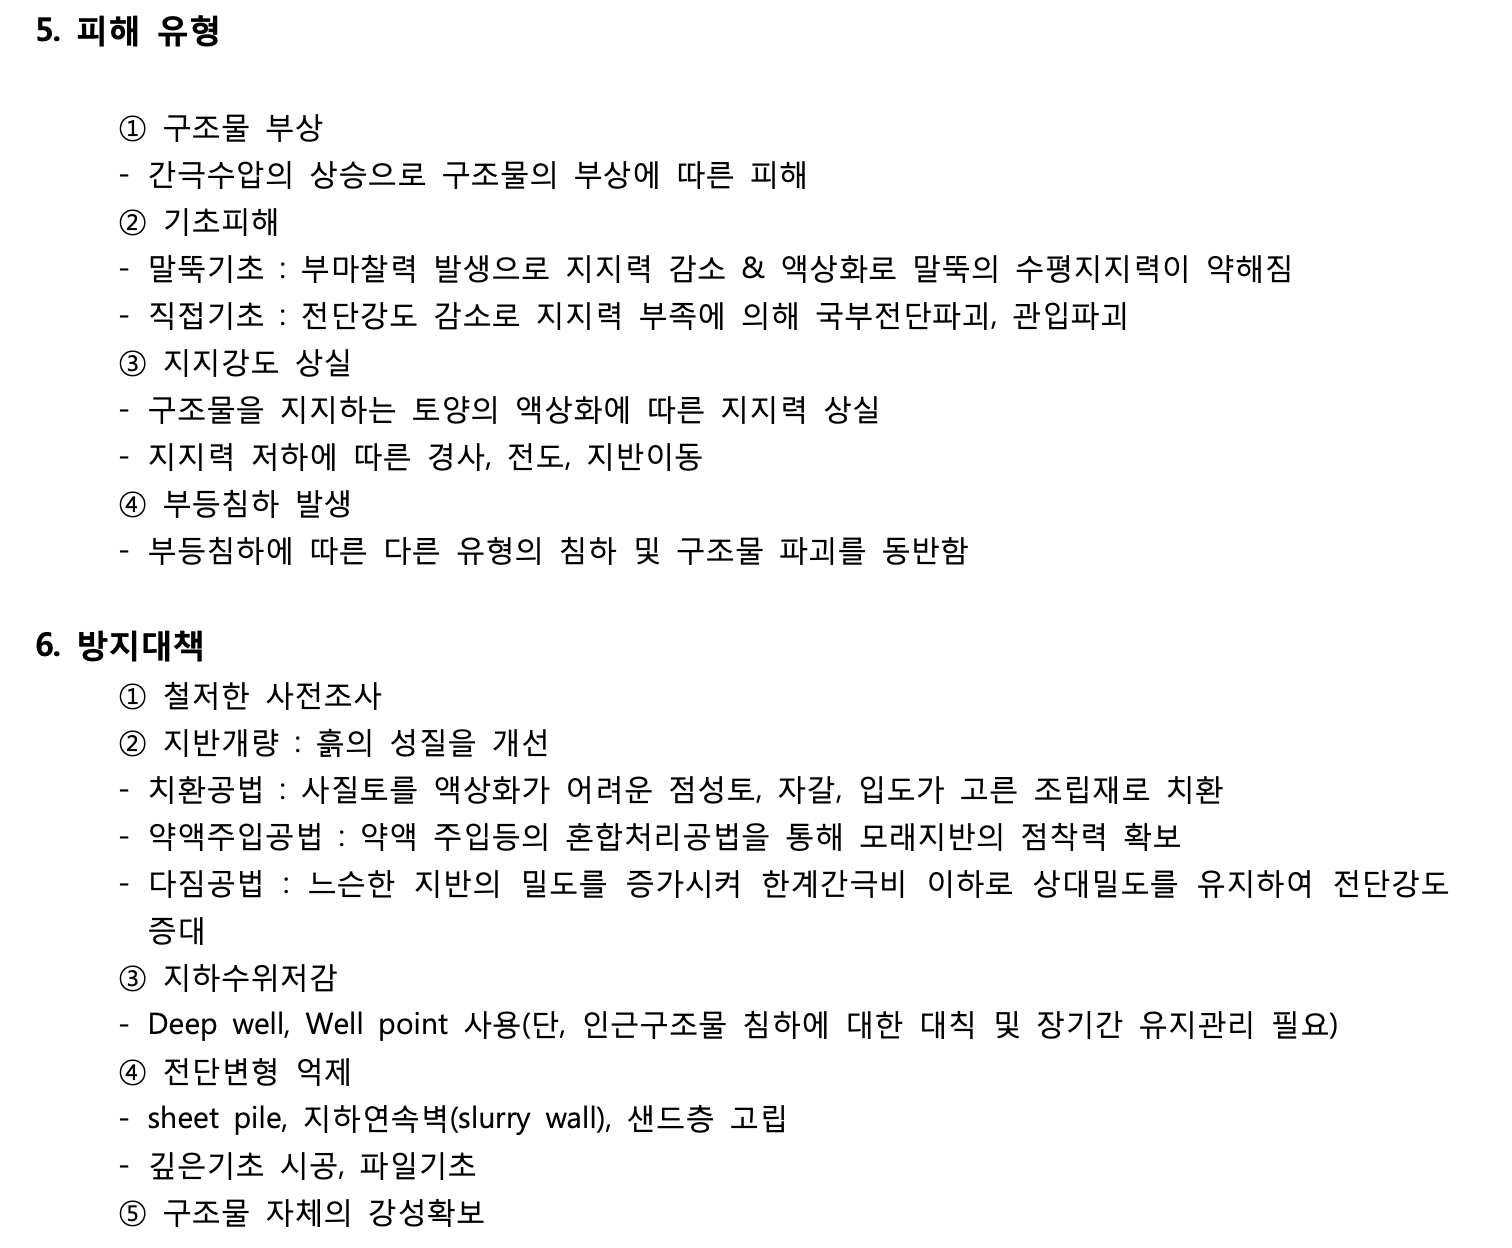 5. 피해 유형
① 구조물 부상
- 간극수압의 상승으로 구조물의 부상에 따른 피해
② 기초피해
- 말뚝기초 : 부마찰력 발생으로 지지력 감소 & 액상화로 말뚝의 수평지지력이 약해짐
- 직접기초 : 전단강도 감소로 지지력 부족에 의해 국부전단파괴, 관입파괴
③ 지지강도 상실
- 구조물을 지지하는 토양의 액상화에 따른 지지력 상실
- 지지력 저하에 따른 경사, 전도, 지반이동
④ 부등침하 발생
- 부등침하에 따른 다른 유형의 침하 및 구조물 파괴를 동반함
6. 방지대책
① 철저한 사전조사
② 지반개량 : 흙의 성질을 개선
- 치환공법 : 사질토를 액상화가 어려운 점성토, 자갈, 입도가 고른 조립재로 치환
- 약액주입공법 : 약액 주입등의 혼합처리공법을 통해 모래지반의 점착력 확보
- 다짐공법 : 느슨한 지반의 밀도를 증가시켜 한계간극비 이하로 상대밀도를 유지하여 전단강도
증대
③ 지하수위저감
- Deep well, Well point 사용(단, 인근구조물 침하에 대한 대칙 및 장기간 유지관리 필요)
④ 전단변형 억제
- sheet pile, 지하연속벽(slurry wall), 샌드층 고립
- 깊은기초 시공, 파일기초
⑤ 구조물 자체의 강성확보